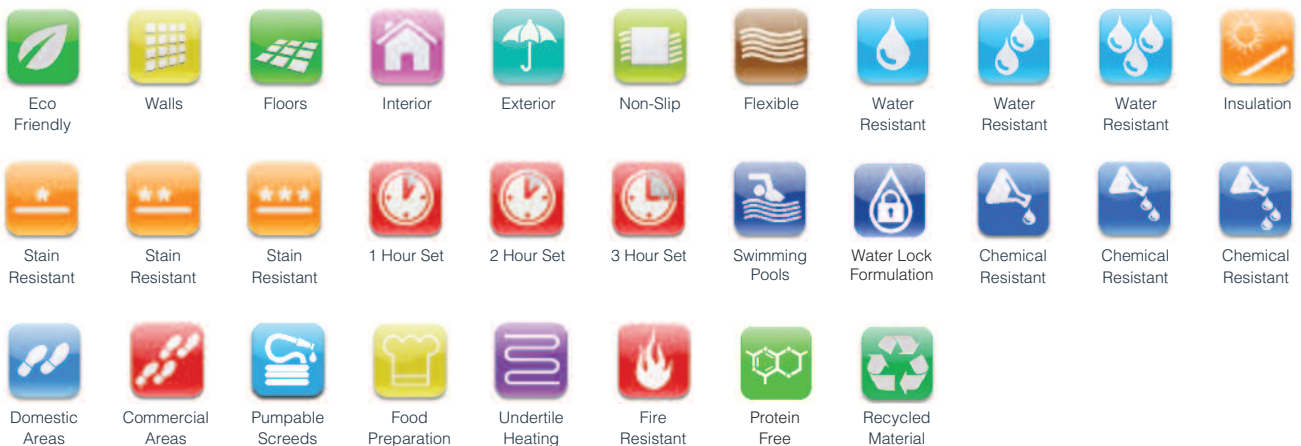 Eco
Friendly
Walls
Floors
Interior
Exterior
Non-Slip
Flexible
Water
Resistant
Water
Resistant
Water
Resistant
Insulation
Stain
Resistant
Stain
Resistant
Stain
Resistant
1 Hour Set
2 Hour Set
3 Hour Set
Swimming
Pools
Water Lock
Formulation
Chemical
Resistant
Chemical
Resistant
Chemical
Resistant
Domestic
Areas
Commercial
Areas
Pumpable
Screeds
Food
Preparation
Undertile
Heating
Fire
Resistant
Protein
Free
Recycled
Material